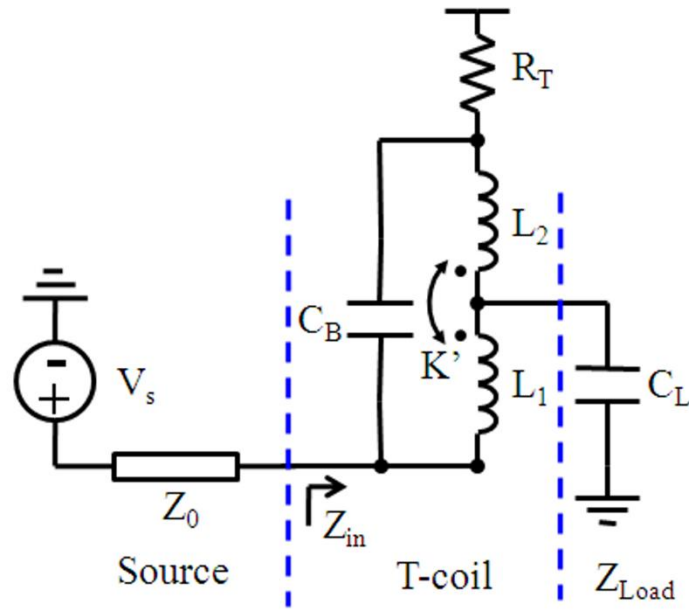 R_T
L_2
C_B
K’
L_1
C_L
-
+
V_s
Z_0
Z_in
Source
T-coil
Z_Load